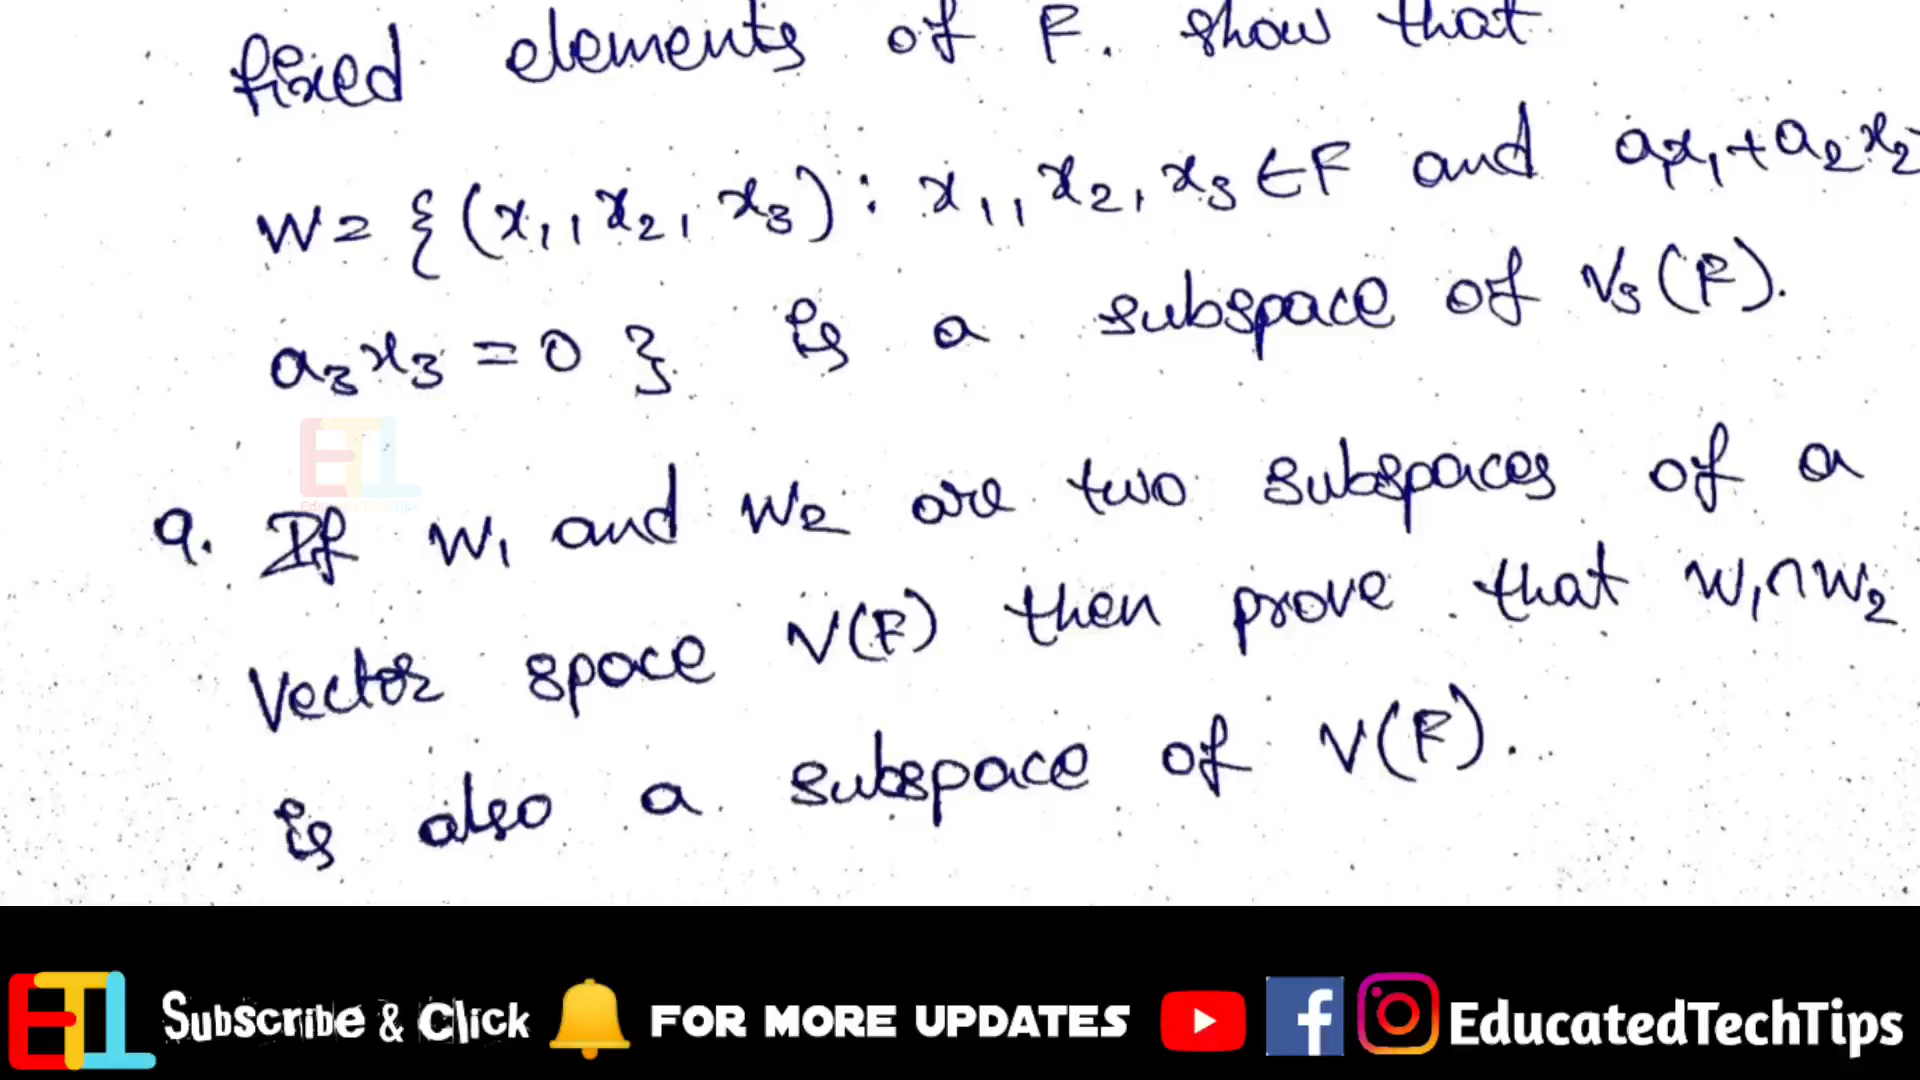 fixed elements of F. show that
W = {(x₁, x₂, x₃) : x₁, x₂, x₃ ∈ F and a₁x₁ + a₂x₂
a₃x₃ = 0 } is a subspace of V₃(F).
9. If W₁ and W₂ are two subspaces of a
vector space V(F) then prove that W₁∩W₂
is also a subspace of V(F).
ETL
Subscribe & Click FOR MORE UPDATES EducatedTechTips